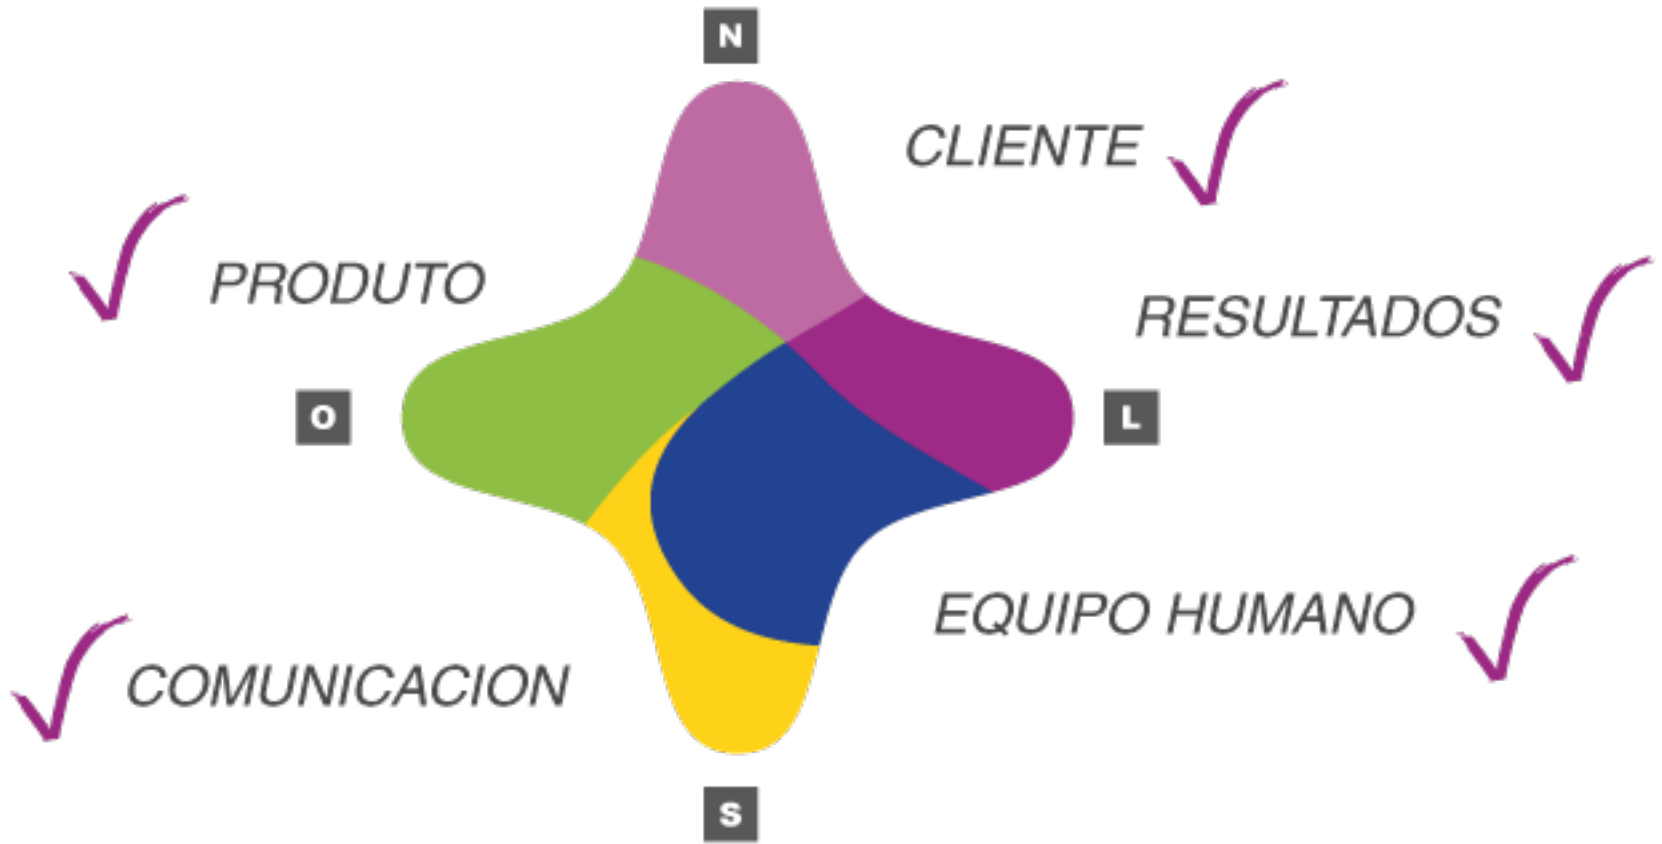 N
CLIENTE
PRODUTO
RESULTADOS
O
L
EQUIPO HUMANO
COMUNICACION
S